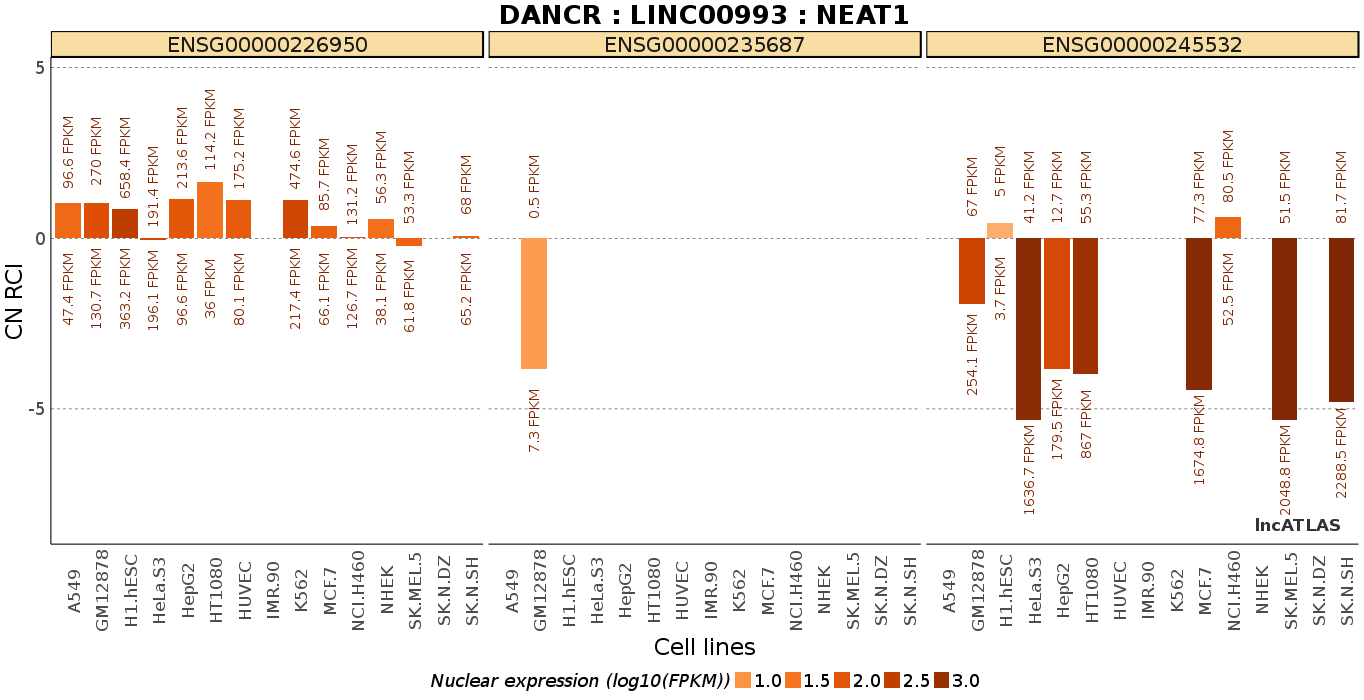 DANCR : LINC00993 : NEAT1
ENSG00000226950 ENSG00000235687 ENSG00000245532
5
0
-5
CN RCI
96.6 FPKM 270 FPKM 658.4 FPKM 191.4 FPKM 213.6 FPKM 114.2 FPKM 175.2 FPKM 474.6 FPKM 85.7 FPKM 131.2 FPKM 56.3 FPKM 53.3 FPKM 68 FPKM
47.4 FPKM 130.7 FPKM 363.2 FPKM 196.1 FPKM 96.6 FPKM 36 FPKM 80.1 FPKM 217.4 FPKM 66.1 FPKM 126.7 FPKM 38.1 FPKM 61.8 FPKM 65.2 FPKM
0.5 FPKM
7.3 FPKM
67 FPKM 5 FPKM 41.2 FPKM 12.7 FPKM 55.3 FPKM 77.3 FPKM 80.5 FPKM 51.5 FPKM 81.7 FPKM
254.1 FPKM 3.7 FPKM 1636.7 FPKM 179.5 FPKM 867 FPKM 1674.8 FPKM 52.5 FPKM 2048.8 FPKM 2288.5 FPKM
lncATLAS
A549 GM12878 H1.hESC HeLa.S3 HepG2 HT1080 HUVEC IMR.90 K562 MCF.7 NCI.H460 NHEK SK.MEL.5 SK.N.DZ SK.N.SH
A549 GM12878 H1.hESC HeLa.S3 HepG2 HT1080 HUVEC IMR.90 K562 MCF.7 NCI.H460 NHEK SK.MEL.5 SK.N.DZ SK.N.SH
A549 GM12878 H1.hESC HeLa.S3 HepG2 HT1080 HUVEC IMR.90 K562 MCF.7 NCI.H460 NHEK SK.MEL.5 SK.N.DZ SK.N.SH
Cell lines
Nuclear expression (log10(FPKM)) 1.0 1.5 2.0 2.5 3.0